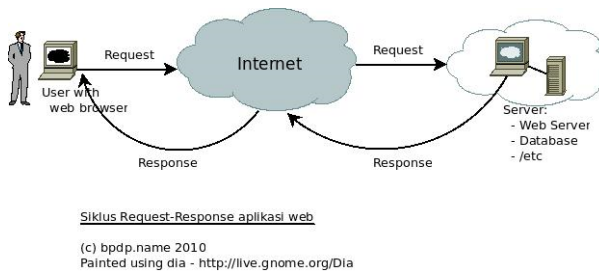 Request
Internet
Request
User with
web browser
Response
Response
Server:
- Web Server
- Database
- /etc
Siklus Request-Response aplikasi web
(c) bpdp.name 2010
Painted using dia - http://live.gnome.org/Dia